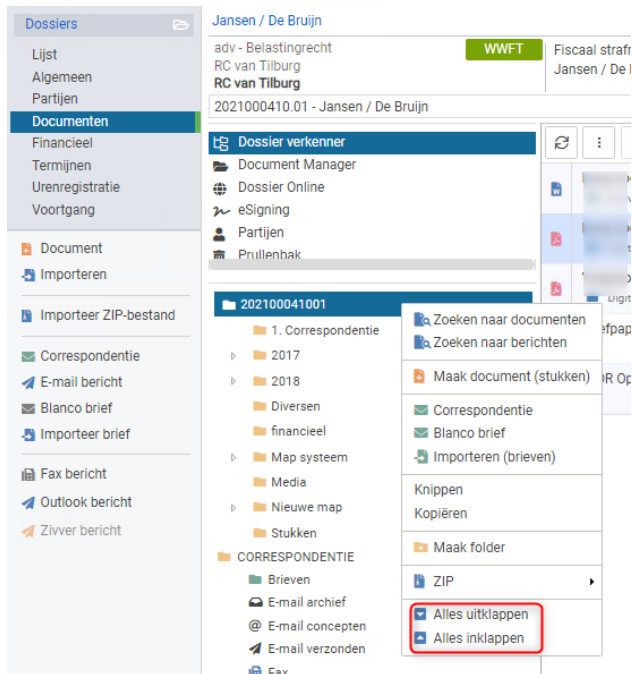 Dossiers
Lijst
Algemeen
Partijen
Documenten
Financieel
Termijnen
Urenregistratie
Voortgang
Document
Importeren
Importeer ZIP-bestand
Correspondentie
E-mail bericht
Blanco brief
Importeer brief
Fax bericht
Outlook bericht
Zivver bericht
Jansen / De Bruijn
adv - Belastingrecht
RC van Tilburg
RC van Tilburg
WWFT
Fiscaal strafr
Jansen / De
2021000410.01 - Jansen / De Bruijn
Dossier verkenner
Document Manager
Dossier Online
eSigning
Partijen
Prullenbak
202100041001
1. Correspondentie
2017
2018
Diversen
financieel
Map systeem
Media
Nieuwe map
Stukken
CORRESPONDENTIE
Brieven
E-mail archief
E-mail concepten
E-mail verzonden
Fax
Zoeken naar documenten
Zoeken naar berichten
Maak document (stukken)
Correspondentie
Blanco brief
Importeren (brieven)
Knippen
Kopiëren
Maak folder
ZIP
Alles uitklappen
Alles inklappen
Digit
efpap
OR Op